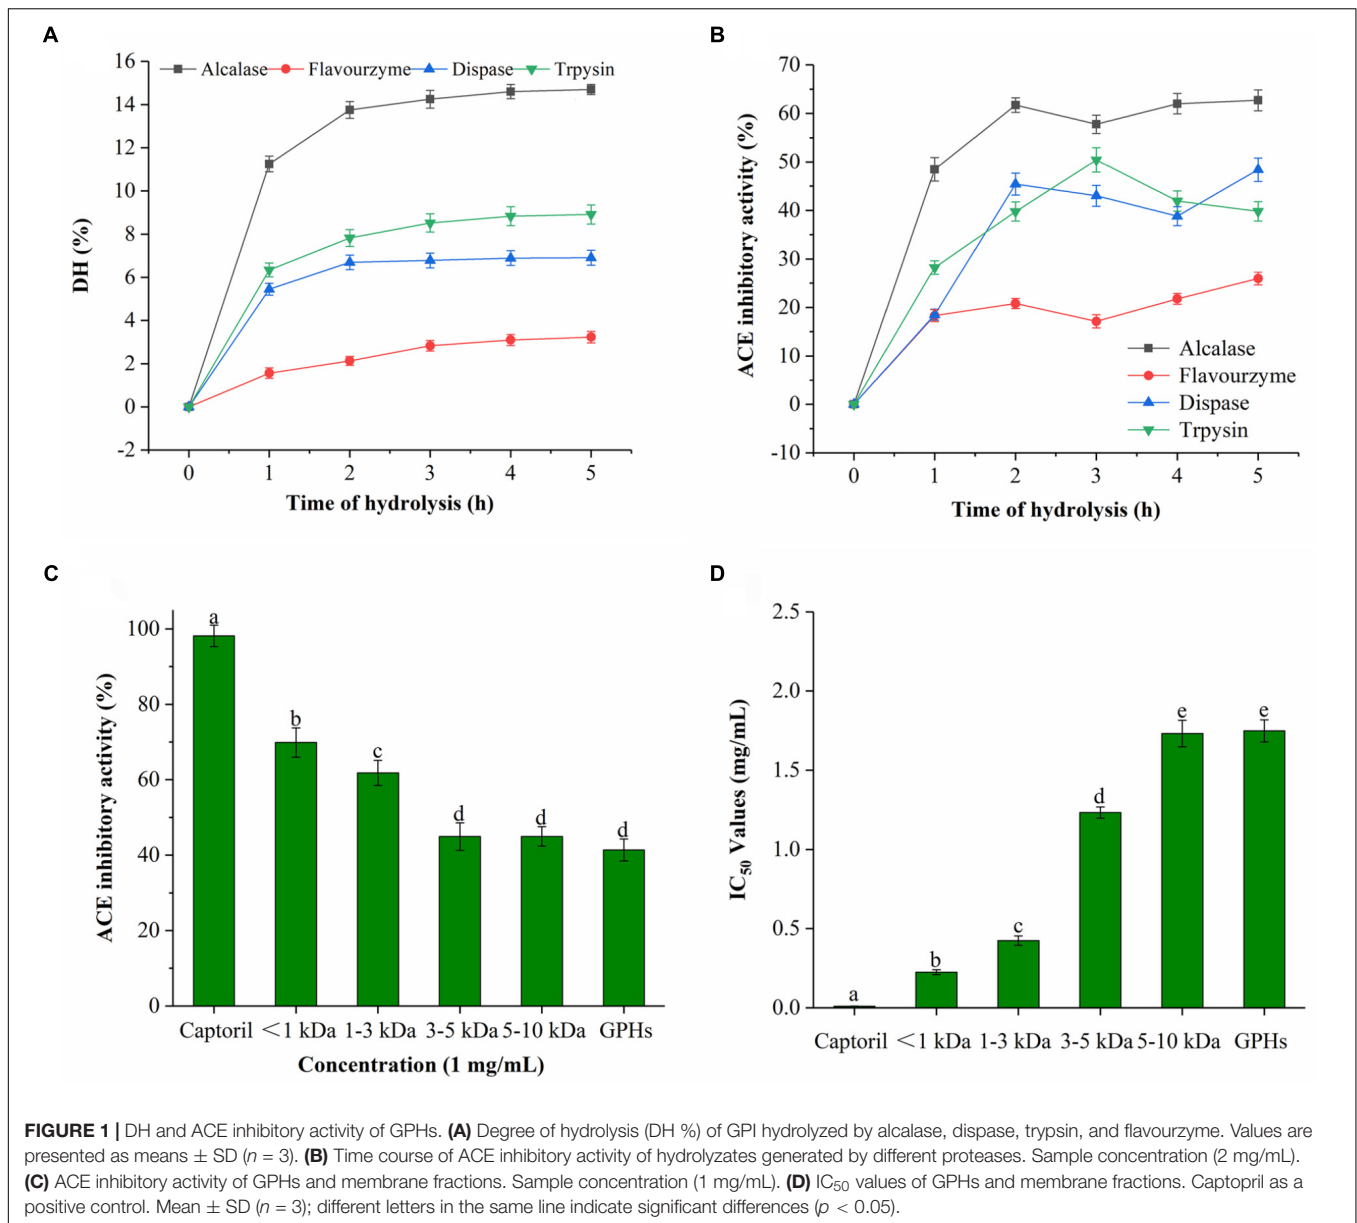 A
16
14
12
10
8
6
4
2
0
-2
DH (%)
Alcalase Flavourzyme Dispase Trpysin
0 1 2 3 4 5
Time of hydrolysis (h)
B
70
60
50
40
30
20
10
0
-10
ACE inhibitory activity (%)
Alcalase
Flavourzyme
Dispase
Trpysin
0 1 2 3 4 5
Time of hydrolysis (h)
C
100
80
60
40
20
0
ACE inhibitory activity (%)
a
b
c
d d d
Captoril <1 kDa 1-3 kDa 3-5 kDa 5-10 kDa GPHs
Concentration (1 mg/mL)
D
2.5
2.0
1.5
1.0
0.5
0.0
IC50 Values (mg/mL)
a b c d e e
Captoril <1 kDa 1-3 kDa 3-5 kDa 5-10 kDa GPHs
FIGURE 1 | DH and ACE inhibitory activity of GPHs. (A) Degree of hydrolysis (DH %) of GPI hydrolyzed by alcalase, dispase, trypsin, and flavourzyme. Values are
presented as means ± SD (n = 3). (B) Time course of ACE inhibitory activity of hydrolyzates generated by different proteases. Sample concentration (2 mg/mL).
(C) ACE inhibitory activity of GPHs and membrane fractions. Sample concentration (1 mg/mL). (D) IC50 values of GPHs and membrane fractions. Captopril as a
positive control. Mean ± SD (n = 3); different letters in the same line indicate significant differences (p < 0.05).